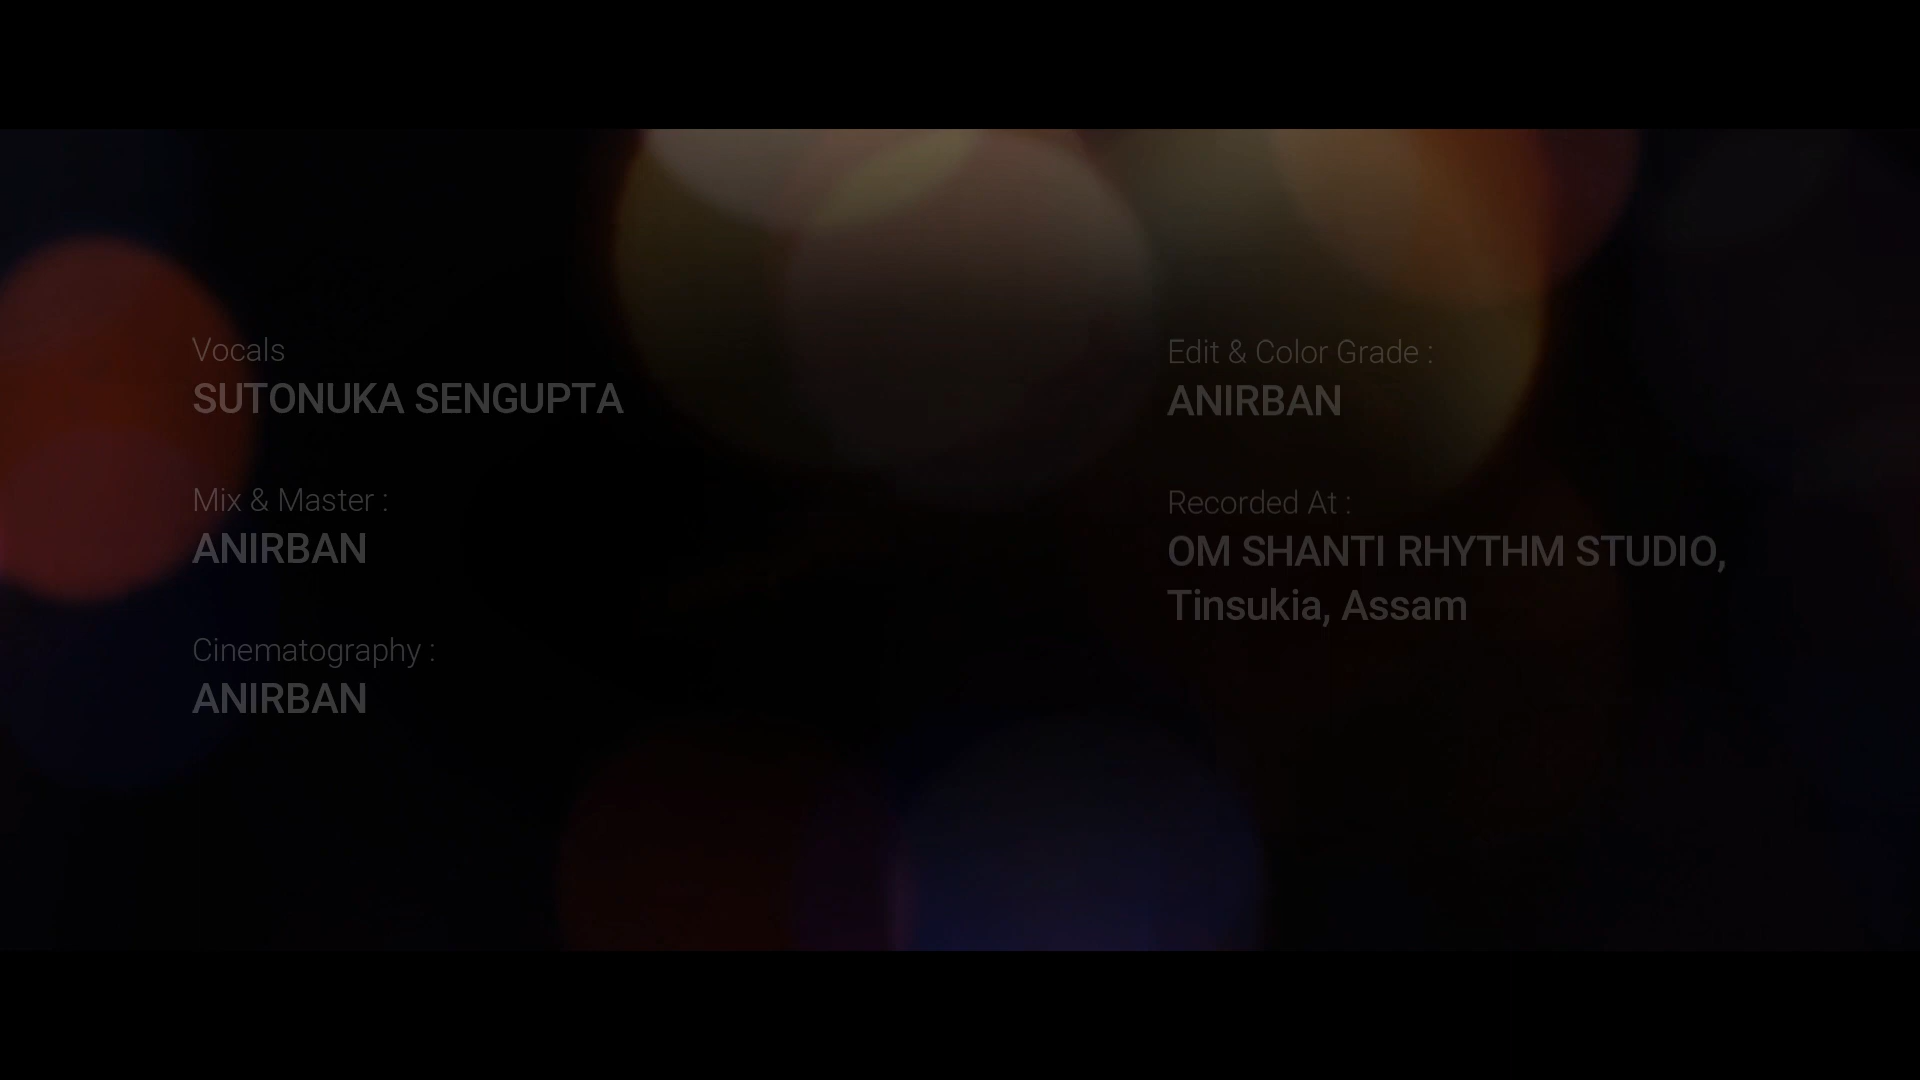 Vocals
SUTONUKA SENGUPTA
Mix & Master :
ANIRBAN
Cinematography :
ANIRBAN
Edit & Color Grade :
ANIRBAN
Recorded At :
OM SHANTI RHYTHM STUDIO,
Tinsukia, Assam